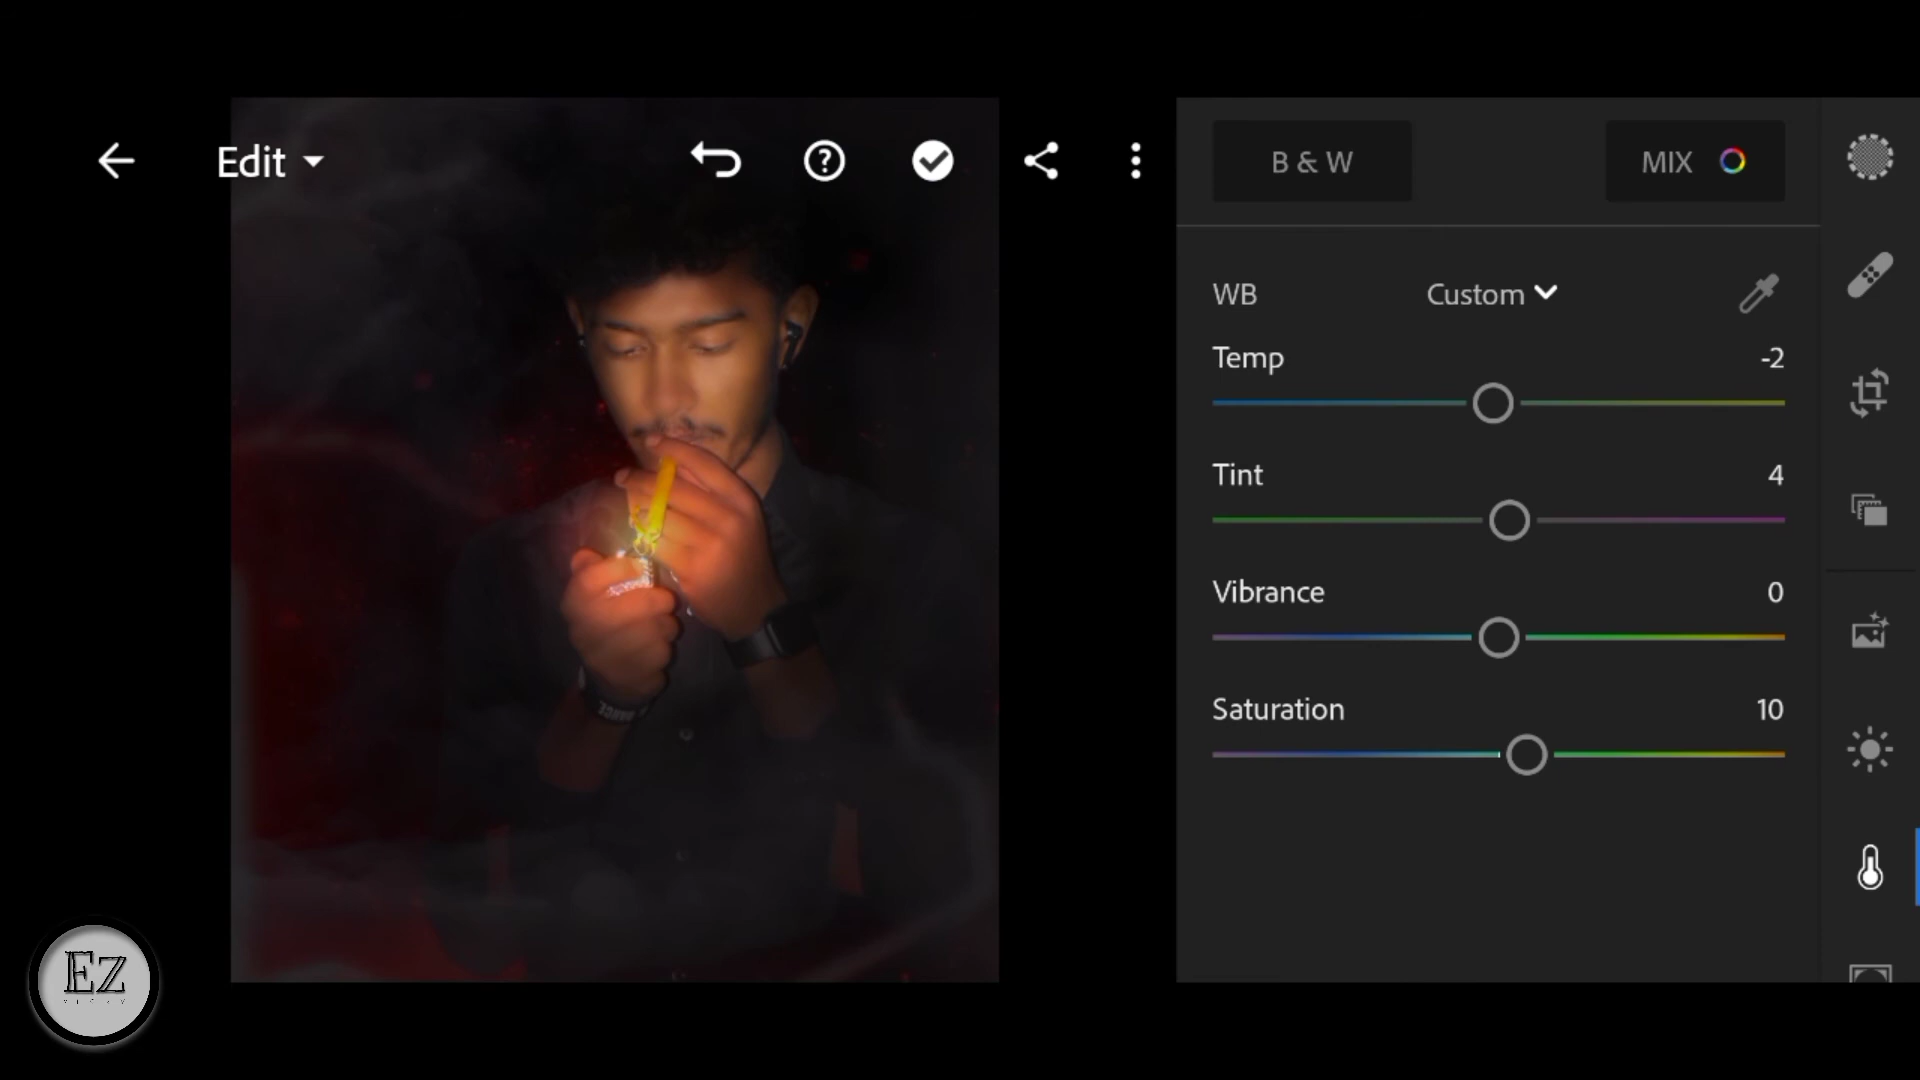 Edit
B & W
MIX
WB
Custom
Temp
-2
Tint
4
Vibrance
0
Saturation
10
EZ